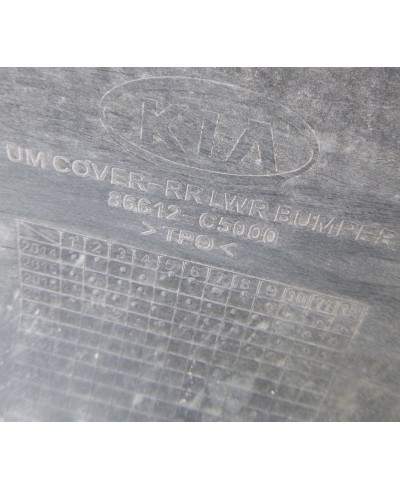 KIA
UM COVER-RR LWR BUMPER
86612-C5000
>TPO<
1 2 3 4 5 6 7 8 9 10 11 12
2014